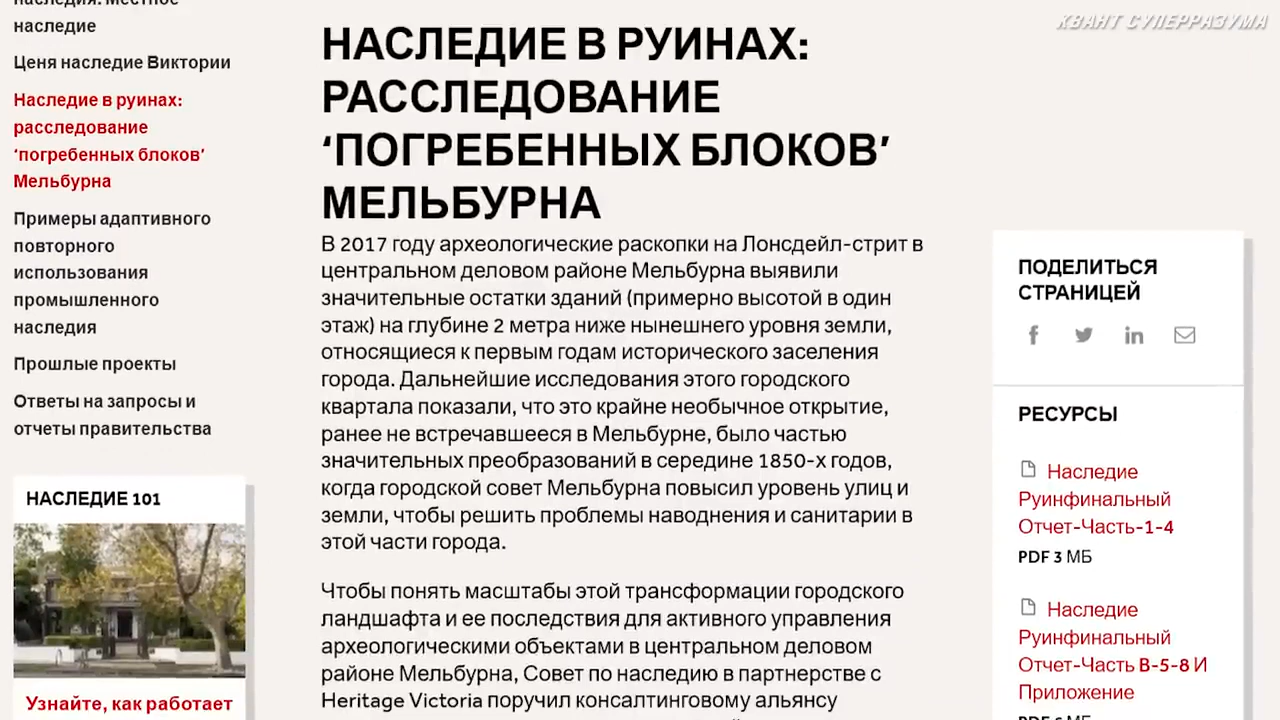 КВАНТ СУПЕРРАЗУМА
наследия: Местное
наследие
Ценя наследие Виктории
Наследие в руинах:
расследование
‘погребенных блоков’
Мельбурна
Примеры адаптивного
повторного
использования
промышленного
наследия
Прошлые проекты
Ответы на запросы и
отчеты правительства
НАСЛЕДИЕ 101
Узнайте, как работает
НАСЛЕДИЕ В РУИНАХ:
РАССЛЕДОВАНИЕ
‘ПОГРЕБЕННЫХ БЛОКОВ’
МЕЛЬБУРНА
В 2017 году археологические раскопки на Лонсдейл-стрит в
центральном деловом районе Мельбурна выявили
значительные остатки зданий (примерно высотой в один
этаж) на глубине 2 метра ниже нынешнего уровня земли,
относящиеся к первым годам исторического заселения
города. Дальнейшие исследования этого городского
квартала показали, что это крайне необычное открытие,
ранее не встречавшееся в Мельбурне, было частью
значительных преобразований в середине 1850-х годов,
когда городской совет Мельбурна повысил уровень улиц и
земли, чтобы решить проблемы наводнения и санитарии в
этой части города.
Чтобы понять масштабы этой трансформации городского
ландшафта и ее последствия для активного управления
археологическими объектами в центральном деловом
районе Мельбурна, Совет по наследию в партнерстве с
Heritage Victoria поручил консалтинговому альянсу
ПОДЕЛИТЬСЯ
СТРАНИЦЕЙ
РЕСУРСЫ
Наследие
Руинфинальный
Отчет-Часть-1-4
PDF 3 МБ
Наследие
Руинфинальный
Отчет-Часть В-5-8 И
Приложение